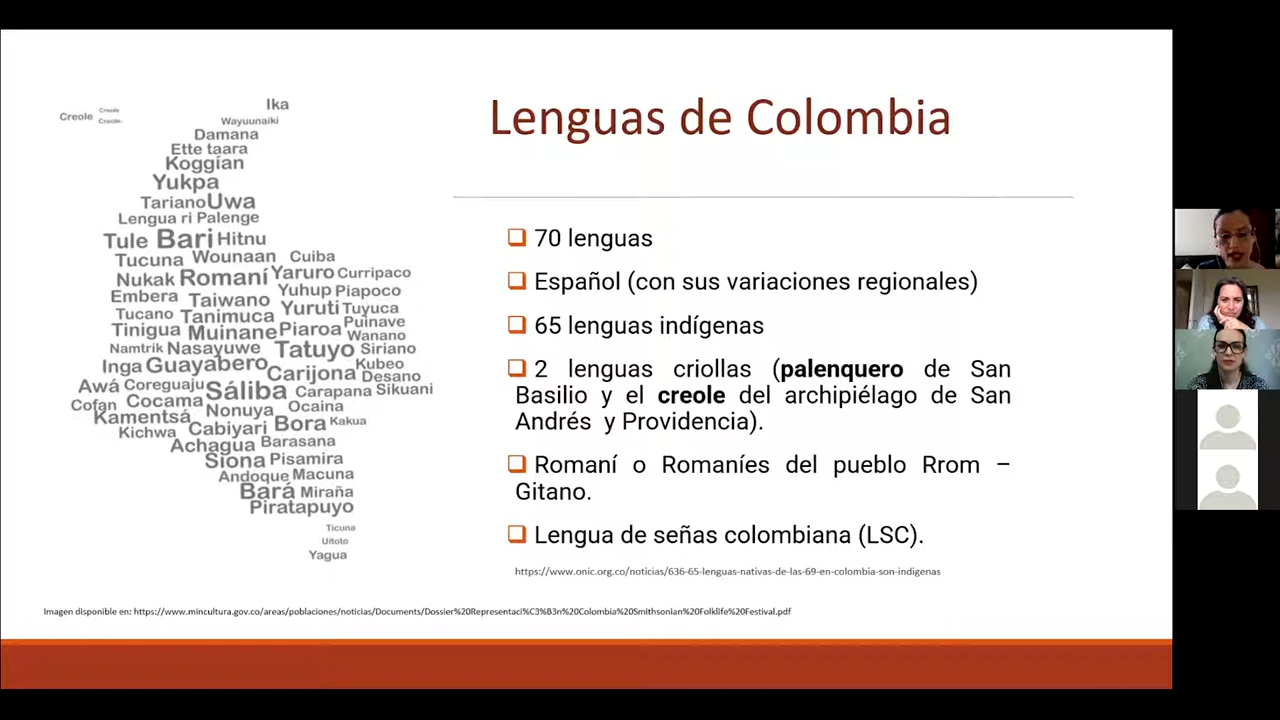 Lenguas de Colombia
Ika
Creole
Creole
Creole
Wayuunaiki
Damana
Ette taara
Koggían
Yukpa
Tariano Uwa
Lengua ri Palenge
Tule Bari Hitnu
Tucuna Wounaan Cuiba
Nukak Romaní Yaruro Curripaco
Embera Taiwano Yuhup Piapoco
Tucano Tanimuca Yuruti Tuyuca
Tinigua Muinane Piaroa Puinave
Wanano
Namtrik Nasayuwe Tatuyo Siriano
Inga Guayabero Carijona Kubeo
Desano
Awá Coreguaju Sáliba Carapana Sikuani
Cofan Cocama Nonuya Ocaina
Kamentsá Cabiyari Bora Kakua
Kichwa Achagua Barasana
Siona Pisamira
Andoque Macuna
Bará Miraña
Piratapuyo
Ticuna
Uitoto
Yagua
70 lenguas
Español (con sus variaciones regionales)
65 lenguas indígenas
2 lenguas criollas (palenquero de San
Basilio y el creole del archipiélago de San
Andrés y Providencia).
Romaní o Romaníes del pueblo Rrom –
Gitano.
Lengua de señas colombiana (LSC).
https://www.onic.org.co/noticias/636-65-lenguas-nativas-de-las-69-en-colombia-son-indigenas
Imagen disponible en: https://www.mincultura.gov.co/areas/poblaciones/noticias/Documents/Dossier%20Representaci%C3%B3n%20Colombia%20Smithsonian%20Folklife%20Festival.pdf